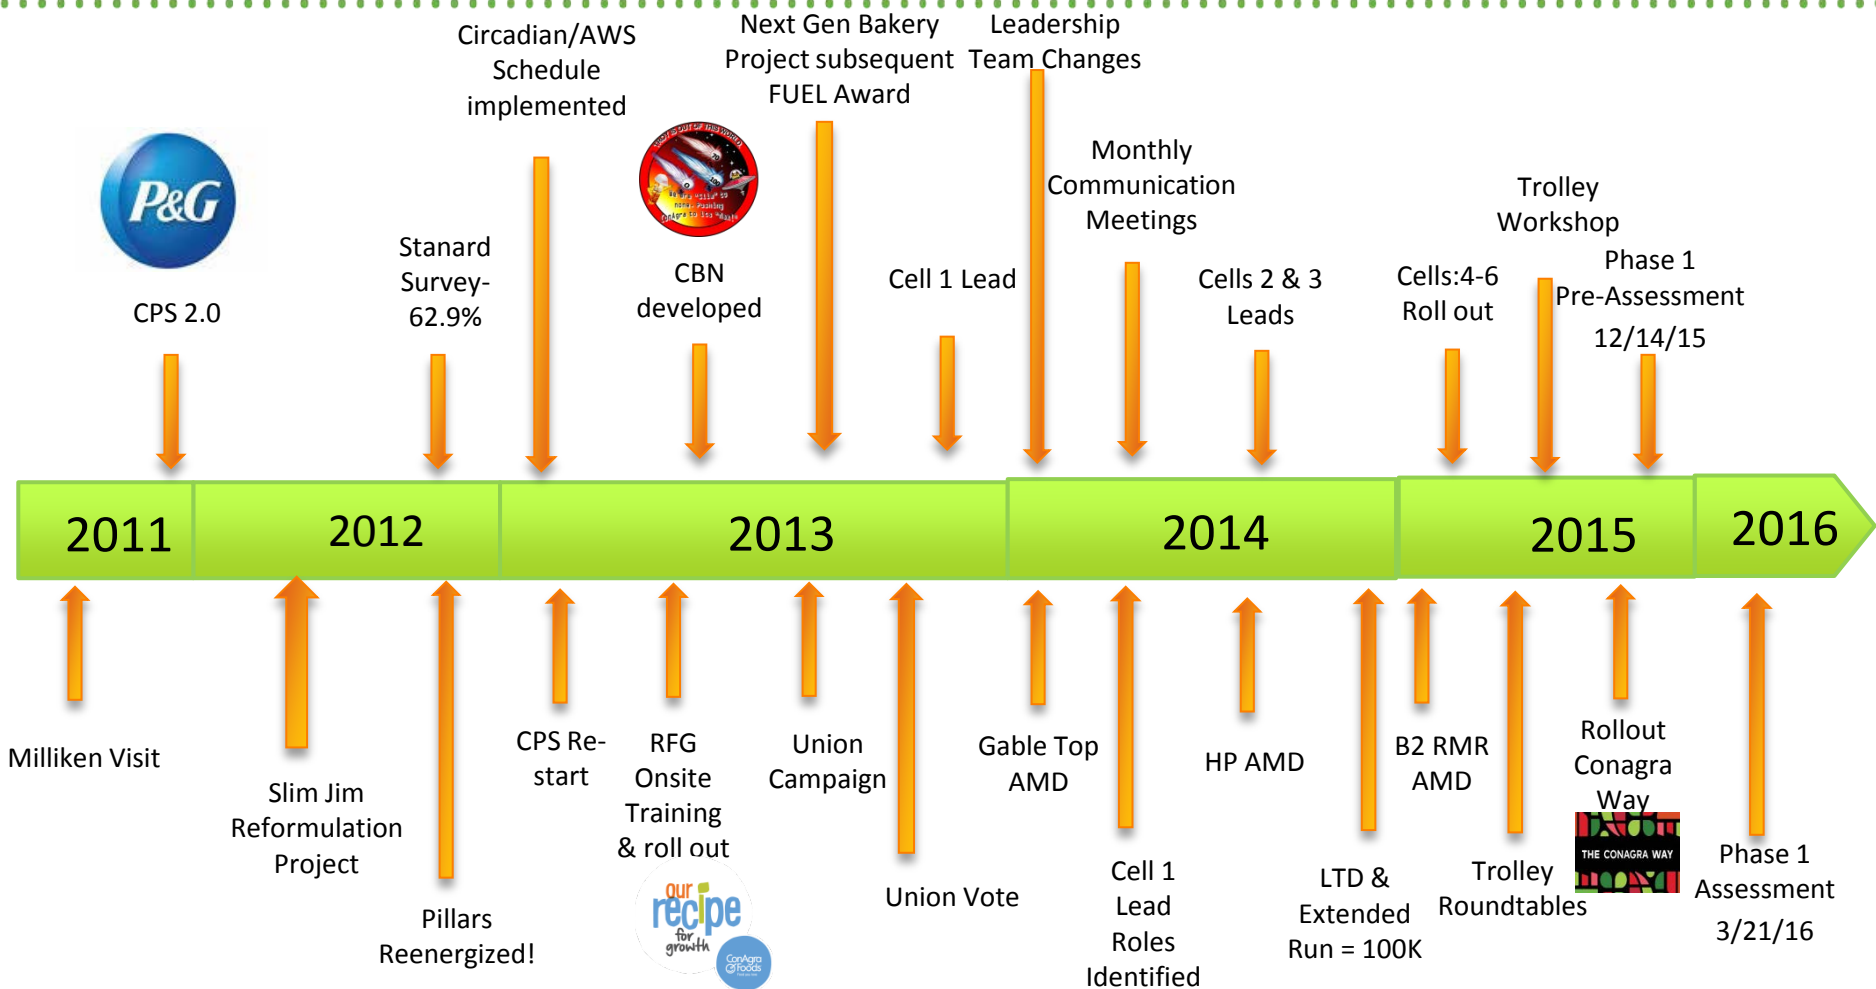 Circadian/AWS
Schedule
implemented
Next Gen Bakery
Project subsequent
FUEL Award
Leadership
Team Changes
P&G
CPS 2.0
Stanard
Survey-
62.9%
CBN
developed
Cell 1 Lead
Monthly
Communication
Meetings
Cells 2 & 3
Leads
Cells:4-6
Roll out
Trolley
Workshop
Phase 1
Pre-Assessment
12/14/15
2011
2012
2013
2014
2015
2016
Milliken Visit
Slim Jim
Reformulation
Project
Pillars
Reenergized!
CPS Re-
start
RFG
Onsite
Training
& roll out
our
recipe
for
growth
ConAgra
Foods
Union
Campaign
Union Vote
Gable Top
AMD
Cell 1
Lead
Roles
Identified
HP AMD
LTD &
Extended
Run = 100K
B2 RMR
AMD
Trolley
Roundtables
Rollout
Conagra
Way
THE CONAGRA WAY
Phase 1
Assessment
3/21/16